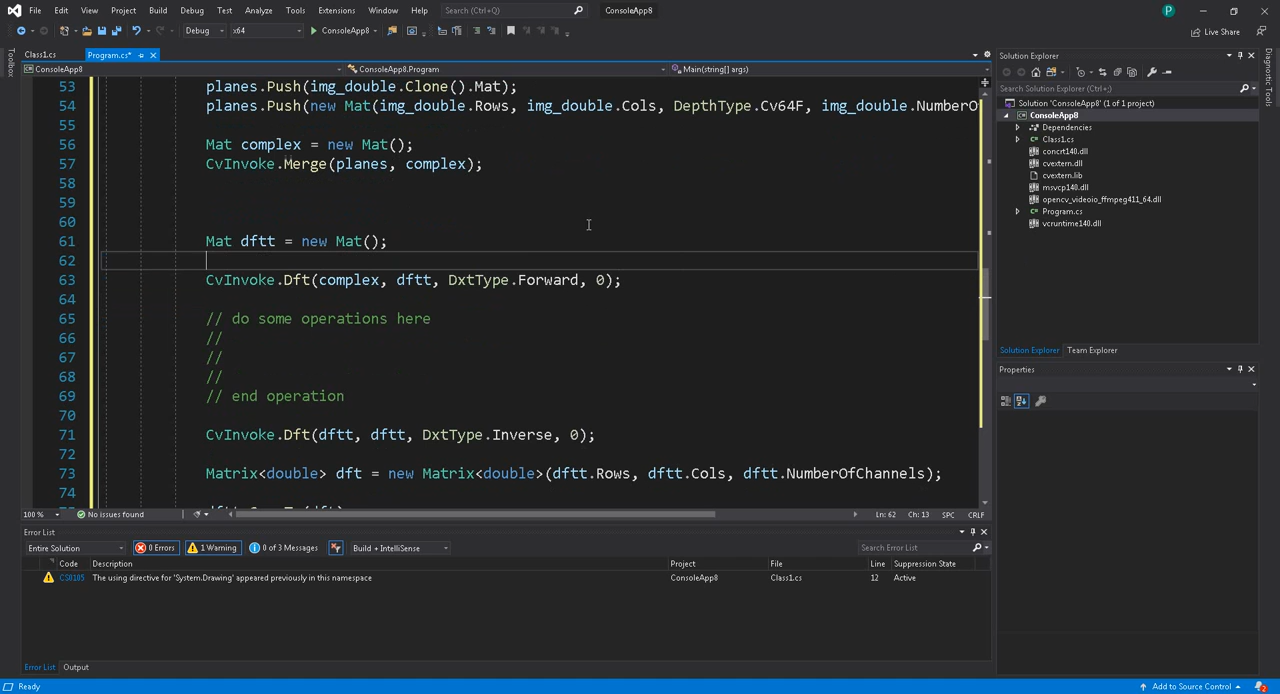 File Edit View Project Build Debug Test Analyze Tools Extensions Window Help Search (Ctrl+Q) ConsoleApp8 P
Debug x64 ConsoleApp8 Live Share
Toolbox
Class1.cs Program.cs*
ConsoleApp8 ConsoleApp8.Program Main(string[] args)
53 planes.Push(img_double.Clone().Mat);
54 planes.Push(new Mat(img_double.Rows, img_double.Cols, DepthType.Cv64F, img_double.NumberO
55
56 Mat complex = new Mat();
57 CvInvoke.Merge(planes, complex);
58
59
60
61 Mat dftt = new Mat();
62
63 CvInvoke.Dft(complex, dftt, DxtType.Forward, 0);
64
65 // do some operations here
66 //
67 //
68 //
69 // end operation
70
71 CvInvoke.Dft(dftt, dftt, DxtType.Inverse, 0);
72
73 Matrix<double> dft = new Matrix<double>(dftt.Rows, dftt.Cols, dftt.NumberOfChannels);
74
100 % No issues found Ln: 62 Ch: 13 SPC CRLF
Error List
Entire Solution 0 Errors 1 Warning 0 of 3 Messages Build + IntelliSense Search Error List
Code Description Project File Line Suppression State
CS0105 The using directive for 'System.Drawing' appeared previously in this namespace ConsoleApp8 Class1.cs 12 Active
Error List Output
Solution Explorer
Search Solution Explorer (Ctrl+;)
Solution 'ConsoleApp8' (1 of 1 project)
ConsoleApp8
Dependencies
Class1.cs
concrt140.dll
cvextern.dll
cvextern.lib
msvcp140.dll
opencv_videoio_ffmpeg411_64.dll
Program.cs
vcruntime140.dll
Solution Explorer Team Explorer
Properties
Diagnostic Tools
Ready Add to Source Control 2